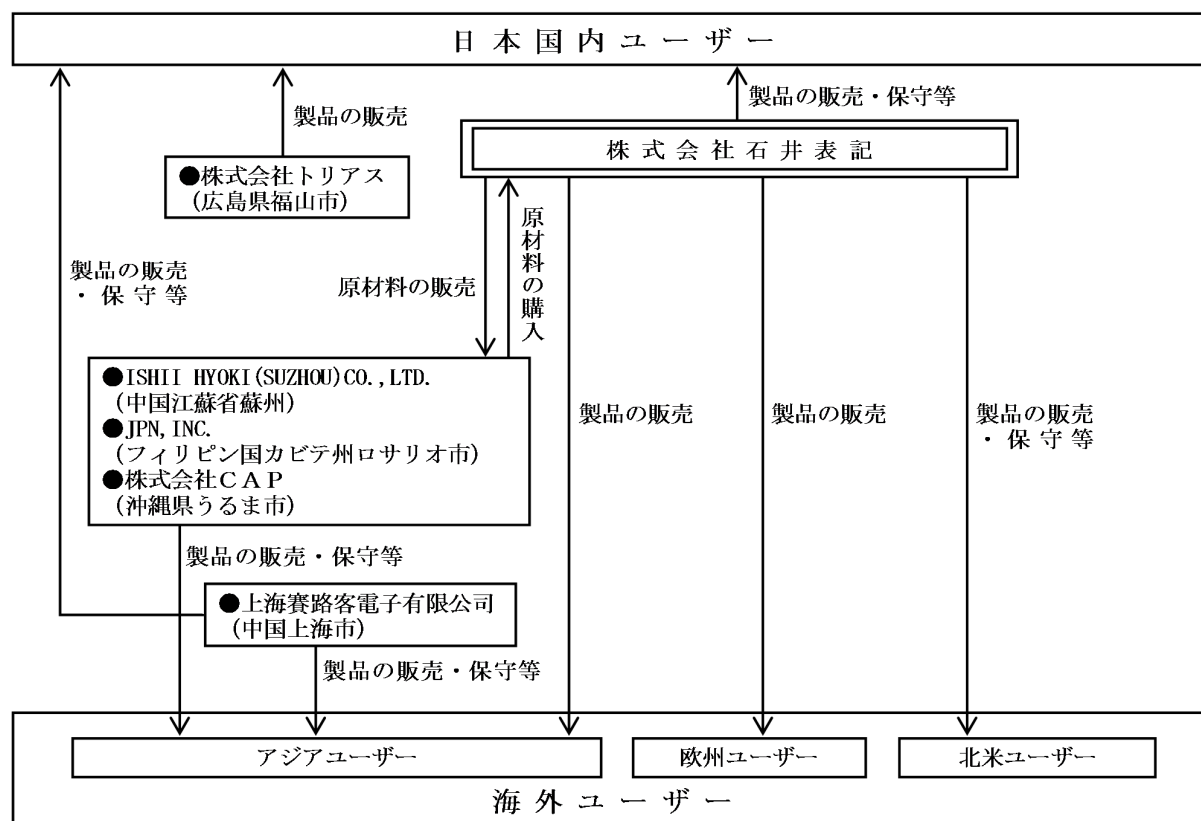 日本国内ユーザー
製品の販売・保守等
製品の販売
株式会社石井表記
●株式会社トリアス
(広島県福山市)
原材料の購入
製品の販売
・保守等
原材料の販売
●ISHII HYOKI(SUZHOU)CO.,LTD.
(中国江蘇省蘇州)
●JPN,INC.
(フィリピン国カビテ州ロサリオ市)
●株式会社CAP
(沖縄県うるま市)
製品の販売
製品の販売
製品の販売
・保守等
製品の販売・保守等
●上海賽路客電子有限公司
(中国上海市)
製品の販売・保守等
アジアユーザー
欧州ユーザー
北米ユーザー
海外ユーザー